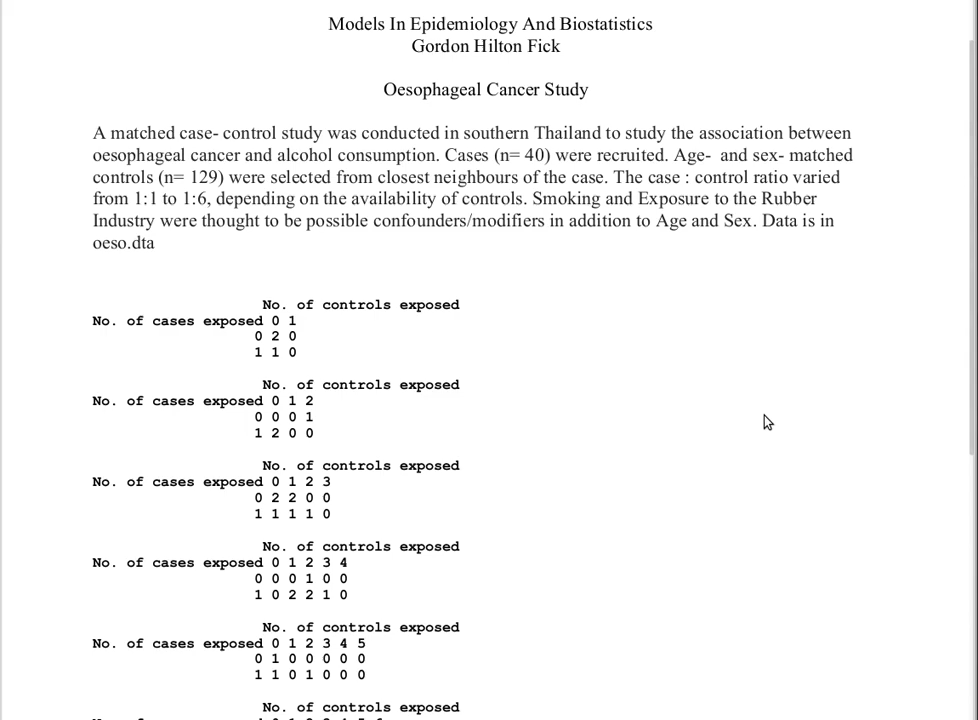 Models In Epidemiology And Biostatistics
Gordon Hilton Fick
Oesophageal Cancer Study
A matched case- control study was conducted in southern Thailand to study the association between
oesophageal cancer and alcohol consumption. Cases (n= 40) were recruited. Age- and sex- matched
controls (n= 129) were selected from closest neighbours of the case. The case : control ratio varied
from 1:1 to 1:6, depending on the availability of controls. Smoking and Exposure to the Rubber
Industry were thought to be possible confounders/modifiers in addition to Age and Sex. Data is in
oeso.dta
No. of controls exposed
No. of cases exposed 0 1
0 2 0
1 1 0
No. of controls exposed
No. of cases exposed 0 1 2
0 0 0 1
1 2 0 0
No. of controls exposed
No. of cases exposed 0 1 2 3
0 2 2 0 0
1 1 1 1 0
No. of controls exposed
No. of cases exposed 0 1 2 3 4
0 0 0 1 0 0
1 0 2 2 1 0
No. of controls exposed
No. of cases exposed 0 1 2 3 4 5
0 1 0 0 0 0 0
1 1 0 1 0 0 0
No. of controls exposed